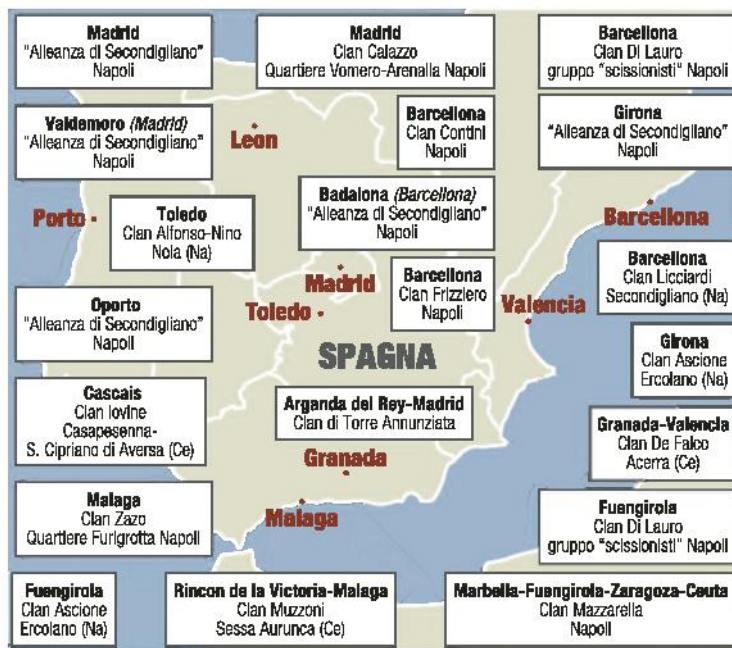 Madrid
"Alleanza di Secondigliano"
Napoli
Madrid
Clan Caiazzo
Quartiere Vomero-Arenalla Napoli
Barcellona
Clan Di Lauro
gruppo "scissionisti" Napoli
Valdemoro (Madrid)
"Alleanza di Secondigliano"
Napoli
Leon
Barcellona
Clan Contini
Napoli
Girona
"Alleanza di Secondigliano"
Napoli
Porto
Toledo
Clan Alfonso-Nino
Nola (Na)
Badalona (Barcellona)
"Alleanza di Secondigliano"
Napoli
Barcellona
Madrid
Toledo
Barcellona
Clan Frizziero
Napoli
Valencia
Barcellona
Clan Licciardi
Secondigliano (Na)
Oporto
"Alleanza di Secondigliano"
Napoli
SPAGNA
Girona
Clan Ascione
Ercolano (Na)
Cascais
Clan Iovine
Casapesenna-
S. Cipriano di Aversa (Ce)
Arganda del Rey-Madrid
Clan di Torre Annunziata
Granada-Valencia
Clan De Falco
Acerra (Ce)
Granada
Malaga
Clan Zazo
Quartiere Furigrotta Napoli
Malaga
Fuengirola
Clan Di Lauro
gruppo "scissionisti" Napoli
Fuengirola
Clan Ascione
Ercolano (Na)
Rincon de la Victoria-Malaga
Clan Muzzoni
Sessa Aurunca (Ce)
Marbella-Fuengirola-Zaragoza-Ceuta
Clan Mazzarella
Napoli